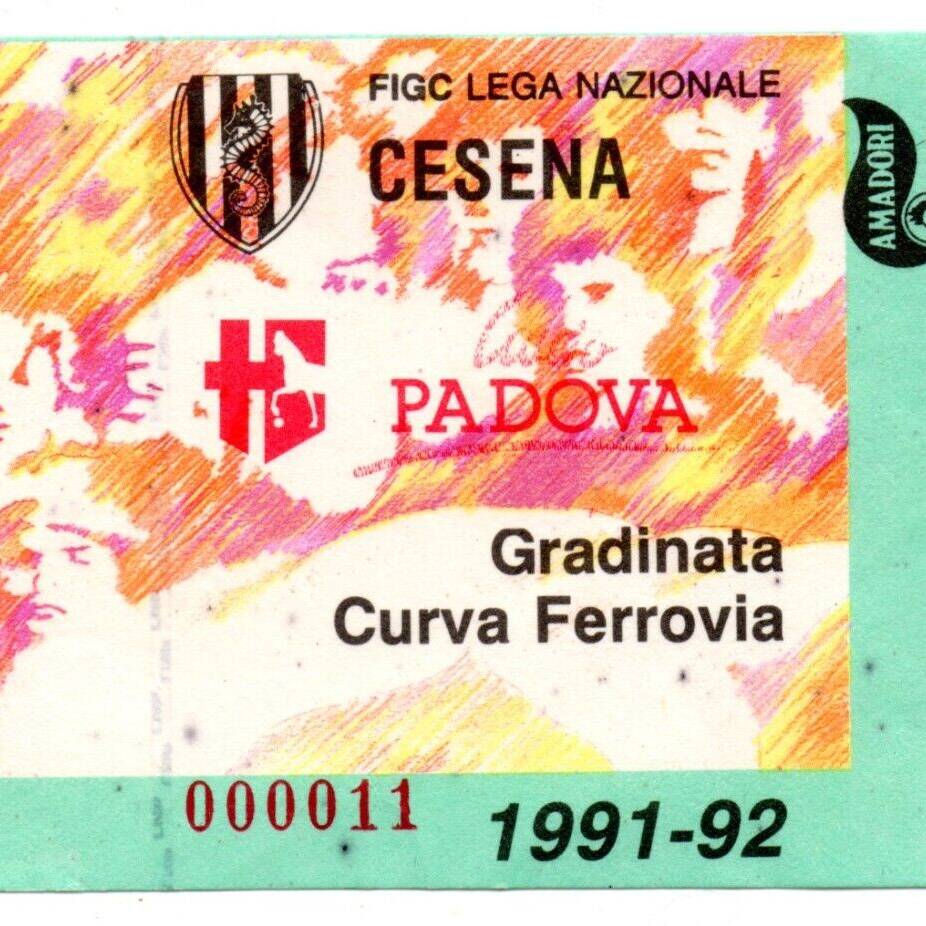 FIGC LEGA NAZIONALE
CESENA
AMADORI
PADOVA
Gradinata
Curva Ferrovia
000011
1991-92